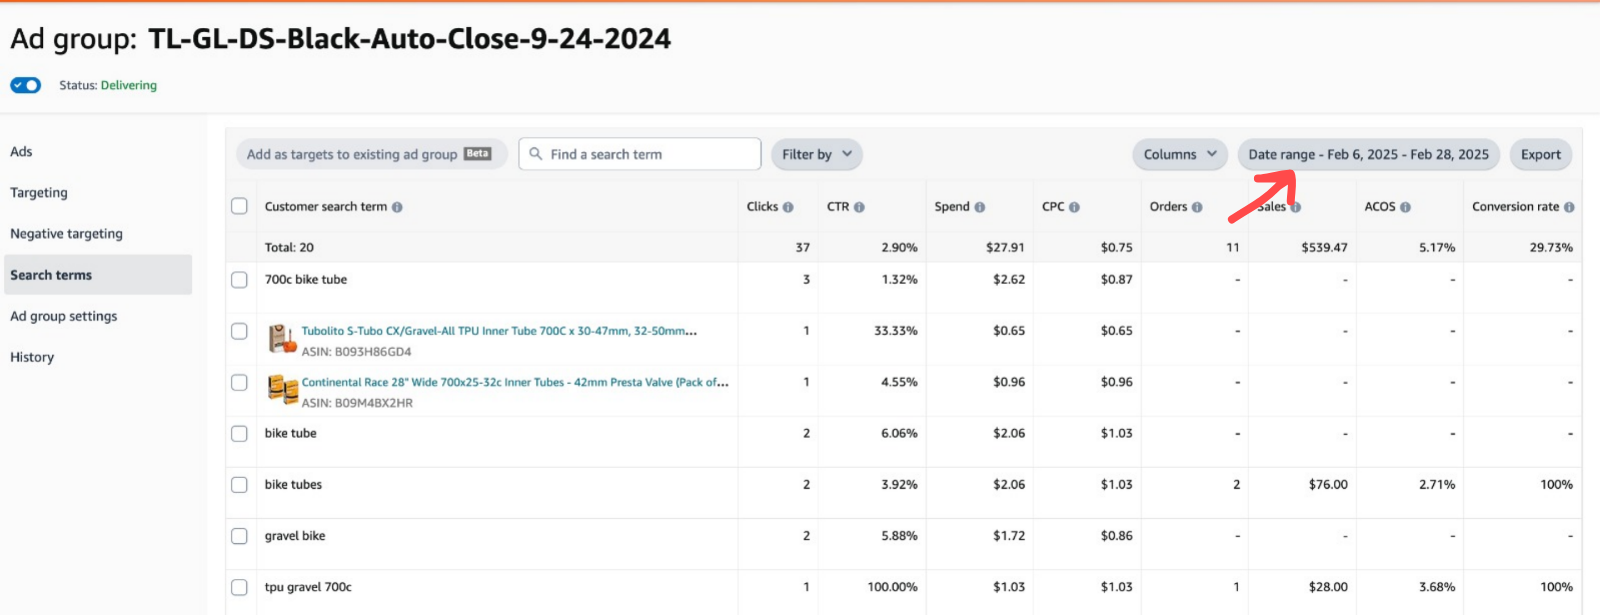 Ad group: TL-GL-DS-Black-Auto-Close-9-24-2024
Status: Delivering
Ads
Targeting
Negative targeting
Search terms
Ad group settings
History
Add as targets to existing ad group Beta
Find a search term
Filter by
Columns
Date range - Feb 6, 2025 - Feb 28, 2025
Export
Customer search term Clicks CTR Spend CPC Orders Sales ACOS Conversion rate
Total: 20 37 2.90% $27.91 $0.75 11 $539.47 5.17% 29.73%
700c bike tube 3 1.32% $2.62 $0.87 - - - -
Tubolito S-Tubo CX/Gravel-All TPU Inner Tube 700C x 30-47mm, 32-50mm... 1 33.33% $0.65 $0.65 - - - -
ASIN: B093H86GD4
Continental Race 28" Wide 700x25-32c Inner Tubes - 42mm Presta Valve (Pack of... 1 4.55% $0.96 $0.96 - - - -
ASIN: B09M4BX2HR
bike tube 2 6.06% $2.06 $1.03 - - - -
bike tubes 2 3.92% $2.06 $1.03 2 $76.00 2.71% 100%
gravel bike 2 5.88% $1.72 $0.86 - - - -
tpu gravel 700c 1 100.00% $1.03 $1.03 1 $28.00 3.68% 100%